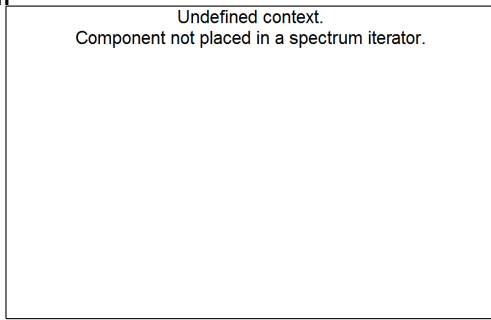 Undefined context.
Component not placed in a spectrum iterator.